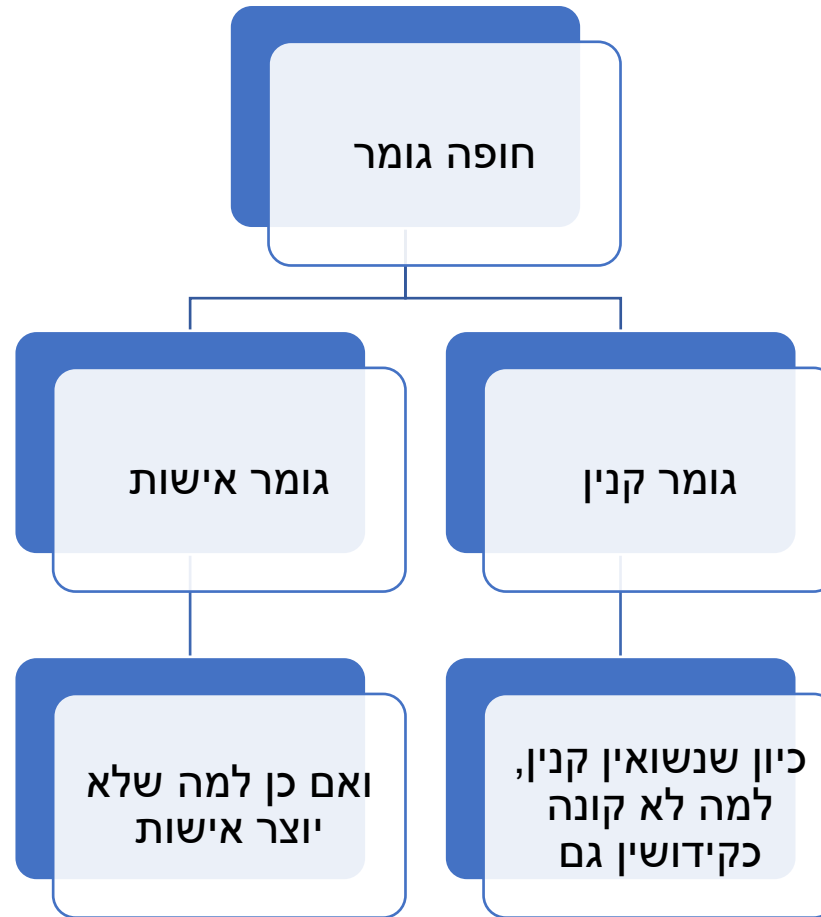 חופה גומר
גומר קנין
גומר אישות
כיון שנשואין קנין,
למה לא קונה
כקידושין גם
ואם כן למה שלא
יוצר אישות